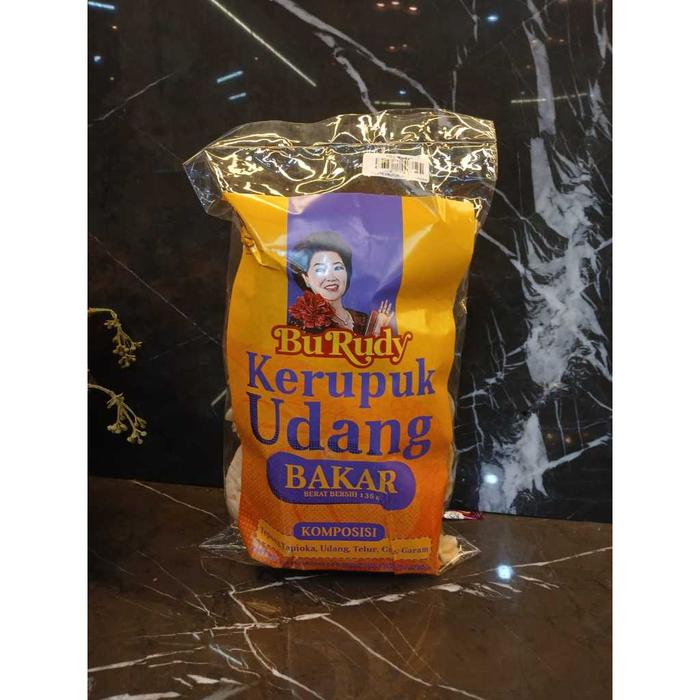 Bu Rudy
Kerupuk
Udang
BAKAR
BERAT BERSIH 135 g
KOMPOSISI
Tapioka, Udang, Telur, Garam